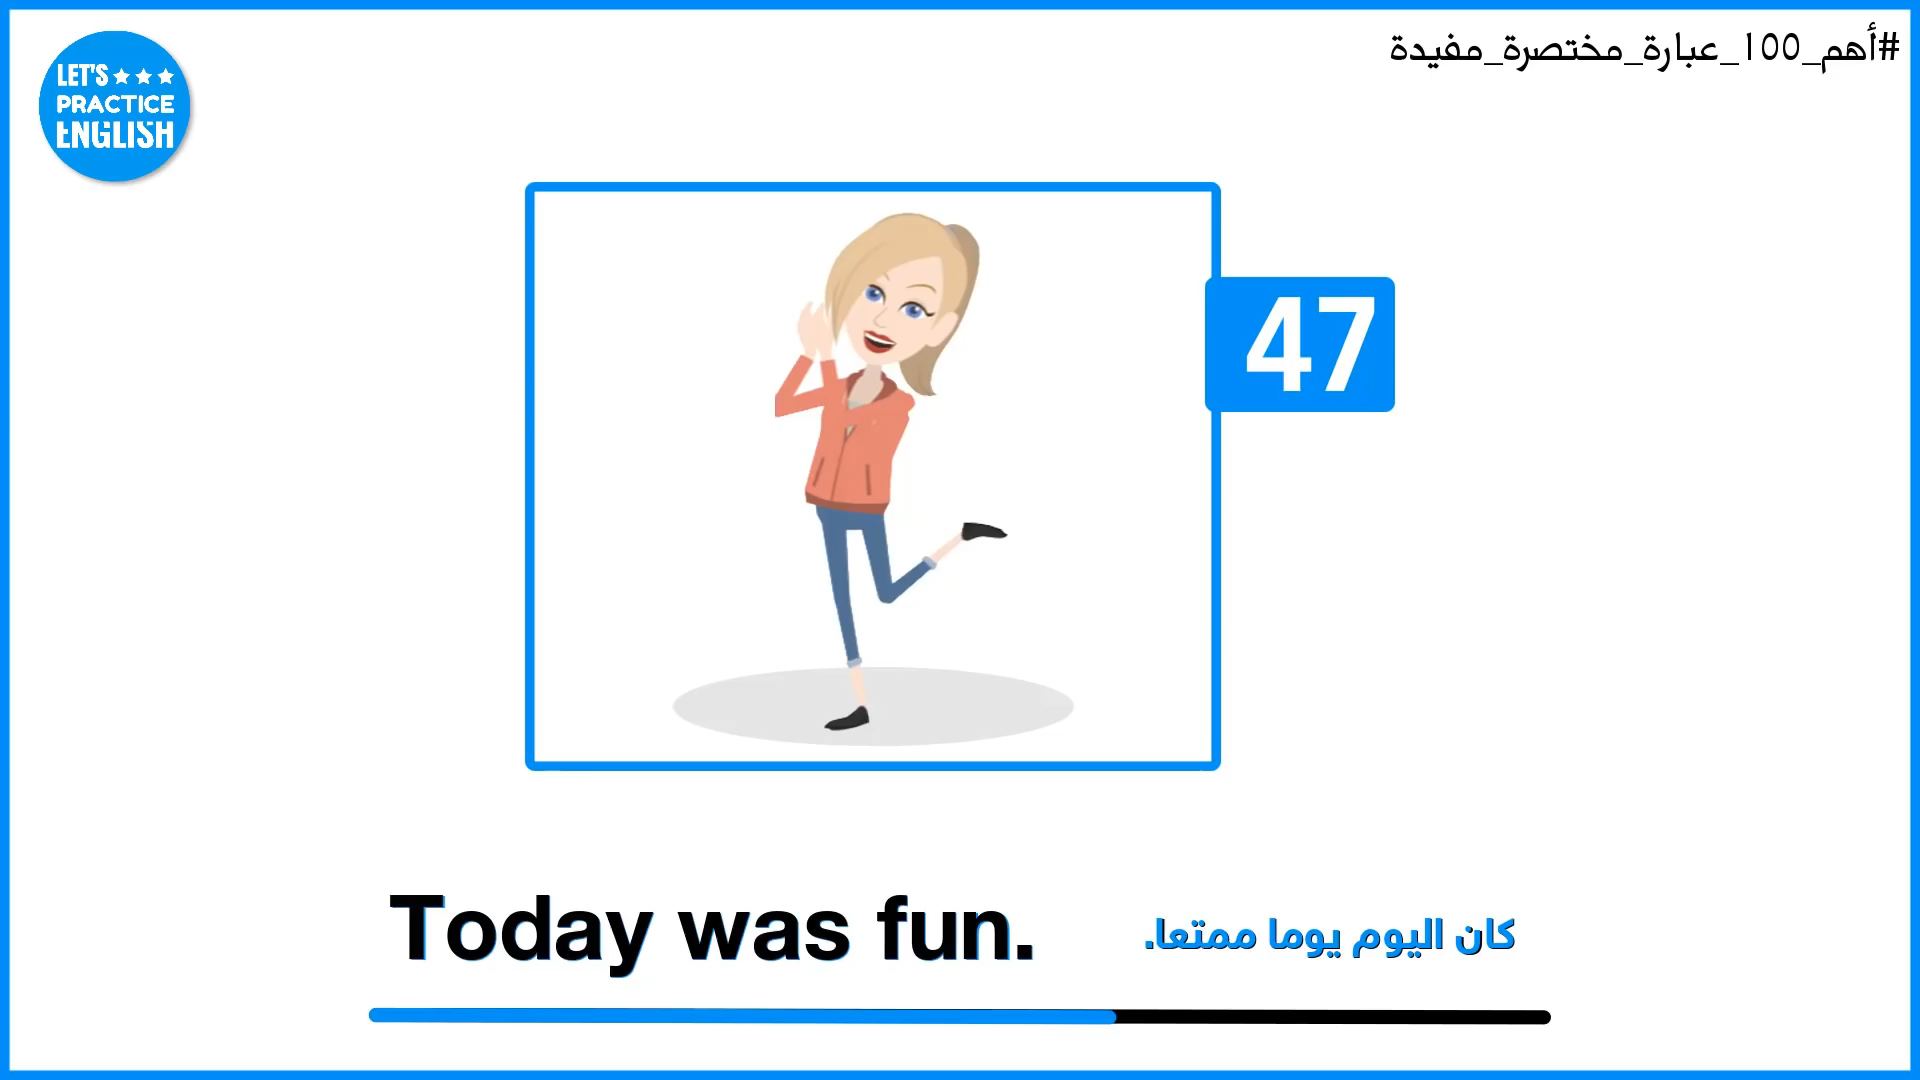 #أهم_100_عبارة_مختصرة_مفيدة
LET'S
PRACTICE
ENGLISH
47
Today was fun.
كان اليوم يوما ممتعا.